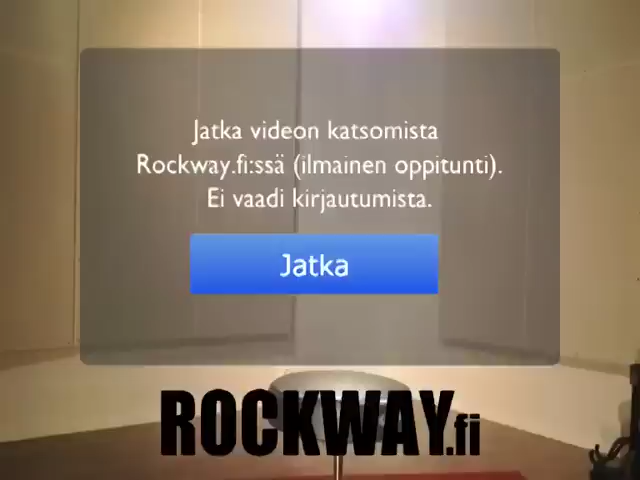 Jatka videon katsomista
Rockway.fi:ssä (ilmainen oppitunti).
Ei vaadi kirjautumista.
Jatka
ROCKWAY.fi